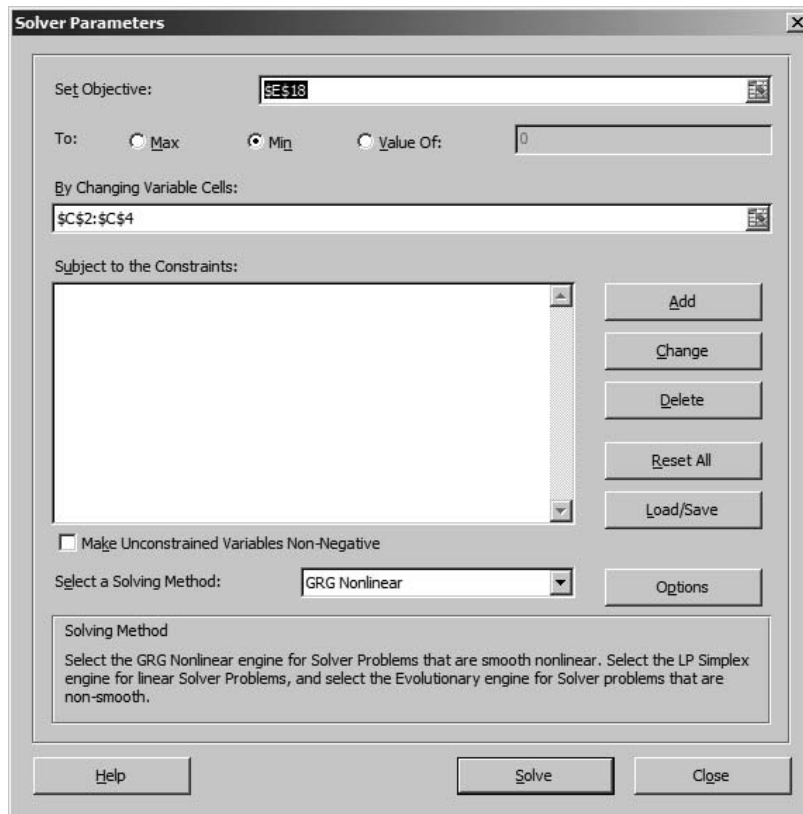 Solver Parameters
Set Objective: $E$18
To: Max Min Value Of: 0
By Changing Variable Cells:
$C$2:$C$4
Subject to the Constraints:
Add
Change
Delete
Reset All
Load/Save
Make Unconstrained Variables Non-Negative
Select a Solving Method: GRG Nonlinear Options
Solving Method
Select the GRG Nonlinear engine for Solver Problems that are smooth nonlinear. Select the LP Simplex
engine for linear Solver Problems, and select the Evolutionary engine for Solver problems that are
non-smooth.
Help Solve Close